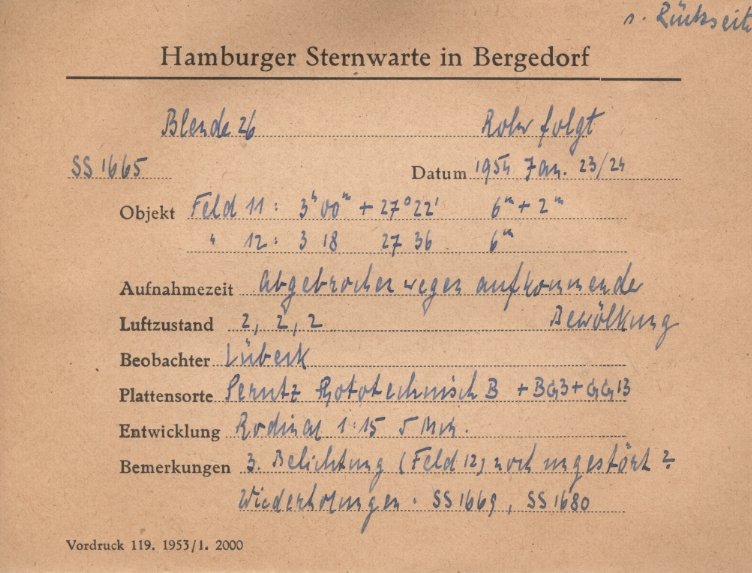 s. Rückseite
Hamburger Sternwarte in Bergedorf
Blende 26 Rohr folgt
SS 1665 Datum 1954 Jan. 23/24
Objekt Feld 11 : 3ʰ 00ᵐ + 27° 22' 6ᵐ + 2ᵐ
" 12 : 3 18 27 36 6ᵐ
Aufnahmezeit abgebrochen wegen aufkommender
Luftzustand 2, 2, 2 Bewölkung
Beobachter Lübeck
Plattensorte Perutz Phototechnisch B + BG3 + GG13
Entwicklung Rodinal 1:15 5 Min.
Bemerkungen 3. Belichtung (Feld 12) noch ungestört ?
Wiederholungen : SS 1669, SS 1680
Vordruck 119. 1953/1. 2000